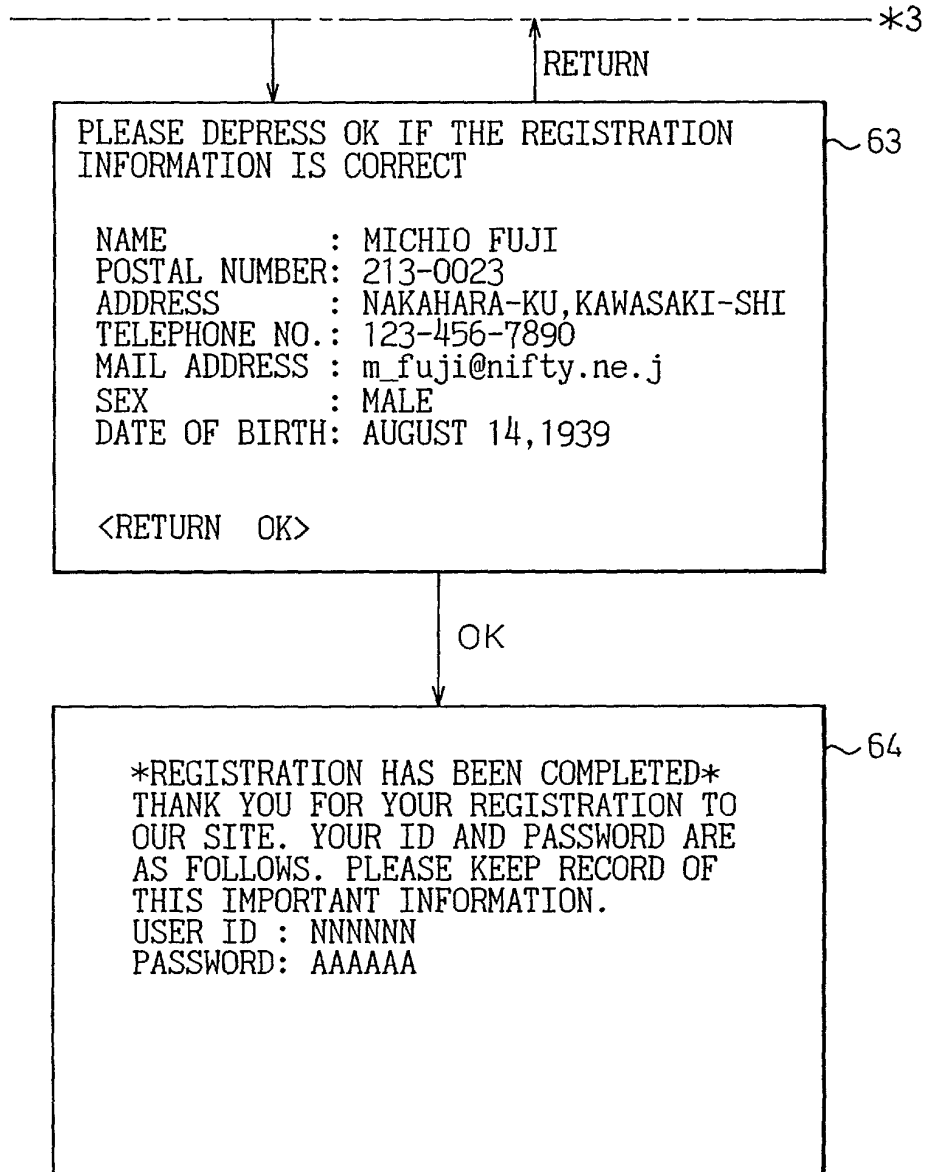 *3
RETURN
PLEASE DEPRESS OK IF THE REGISTRATION
INFORMATION IS CORRECT
63
NAME : MICHIO FUJI
POSTAL NUMBER: 213-0023
ADDRESS : NAKAHARA-KU,KAWASAKI-SHI
TELEPHONE NO.: 123-456-7890
MAIL ADDRESS : m_fuji@nifty.ne.j
SEX : MALE
DATE OF BIRTH: AUGUST 14,1939
<RETURN OK>
OK
64
*REGISTRATION HAS BEEN COMPLETED*
THANK YOU FOR YOUR REGISTRATION TO
OUR SITE. YOUR ID AND PASSWORD ARE
AS FOLLOWS. PLEASE KEEP RECORD OF
THIS IMPORTANT INFORMATION.
USER ID : NNNNNN
PASSWORD: AAAAAA